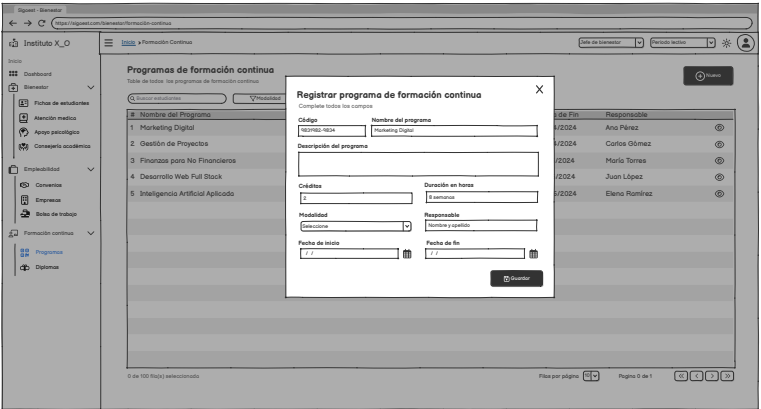 Sigoest - Bienestar
https://sigoest.com/bienestar/formación-continua
Instituto X_O
Inicio > Formación Continua
Jefe de bienestar
Periodo lectivo
Inicio
Dashboard
Bienestar
Fichas de estudiantes
Atención medica
Apoyo psicológico
Consejería académica
Empleabilidad
Convenios
Empresas
Bolsa de trabajo
Formación continua
Programas
Diplomas
Programas de formación continua
Tabla de todos los programas de formación continua
Nuevo
Buscar estudiantes
Modalidad
# Nombre del Programa
o de Fin
Responsable
1 Marketing Digital
/2024
Ana Pérez
2 Gestión de Proyectos
/2024
Carlos Gómez
3 Finanzas para No Financieros
/2024
María Torres
4 Desarrollo Web Full Stack
/2024
Juan López
5 Inteligencia Artificial Aplicada
/2024
Elena Ramírez
Registrar programa de formación continua
X
Complete todos los campos
Código
Nombre del programa
9831982-9834
Marketing Digital
Descripción del programa
Créditos
Duración en horas
2
8 semanas
Modalidad
Responsable
Seleccione
Nombre y apellido
Fecha de inicio
Fecha de fin
/ /
/ /
Guardar
0 de 100 fila(s) seleccionado
Filas por página
10
Pagina 0 de 1
<< < > >>